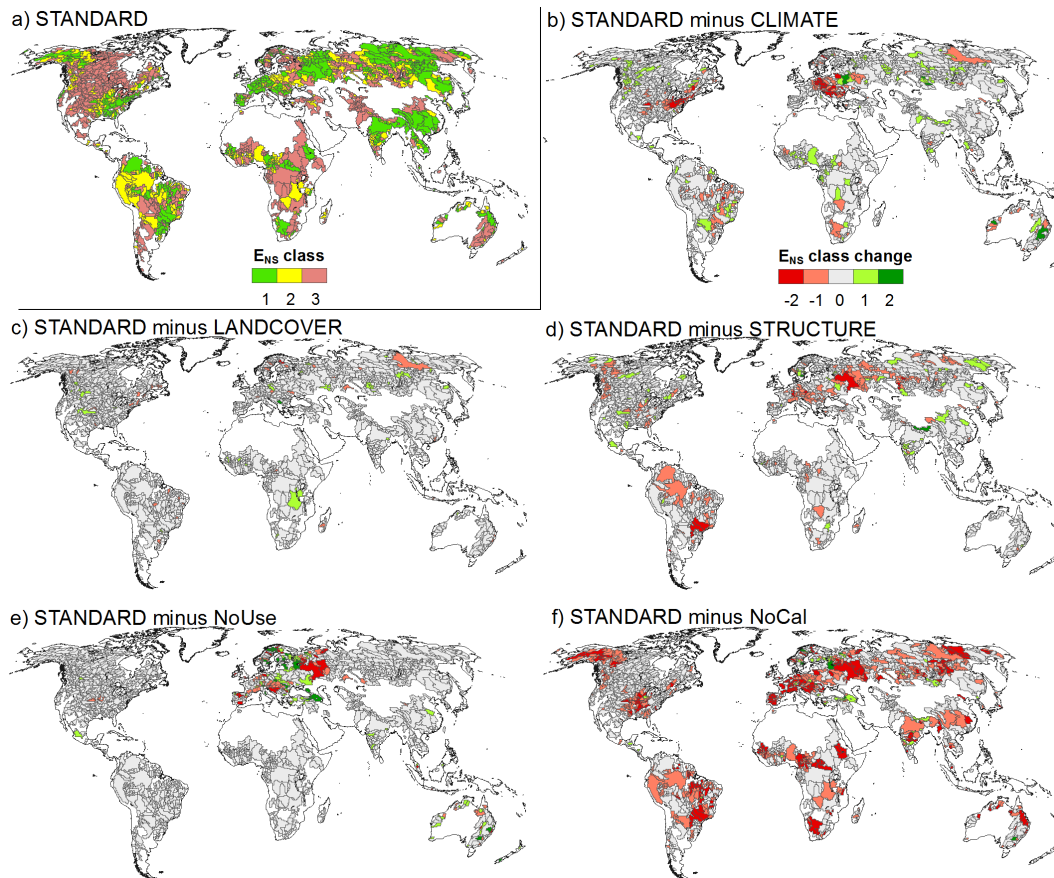 a) STANDARD
b) STANDARD minus CLIMATE
ENS class
1 2 3
ENS class change
-2 -1 0 1 2
c) STANDARD minus LANDCOVER
d) STANDARD minus STRUCTURE
e) STANDARD minus NoUse
f) STANDARD minus NoCal